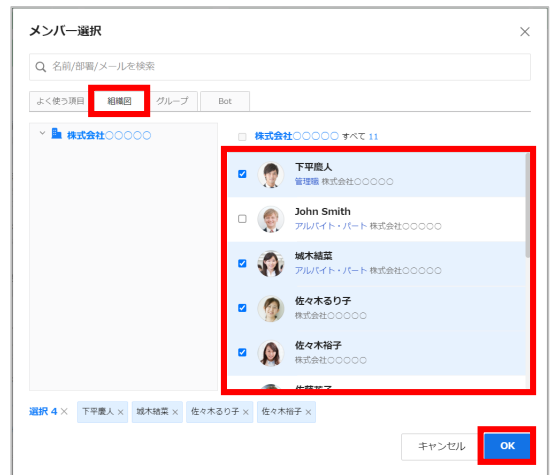 メンバー選択
名前/部署/メールを検索
よく使う項目 組織図 グループ Bot
株式会社○○○○○
株式会社○○○○○ すべて 11
下平慶人
管理職 株式会社○○○○○
John Smith
アルバイト・パート 株式会社○○○○○
城木結菜
アルバイト・パート 株式会社○○○○○
佐々木るり子
株式会社○○○○○
佐々木裕子
株式会社○○○○○
選択 4 × 下平慶人 × 城木結菜 × 佐々木るり子 × 佐々木裕子 ×
キャンセル OK